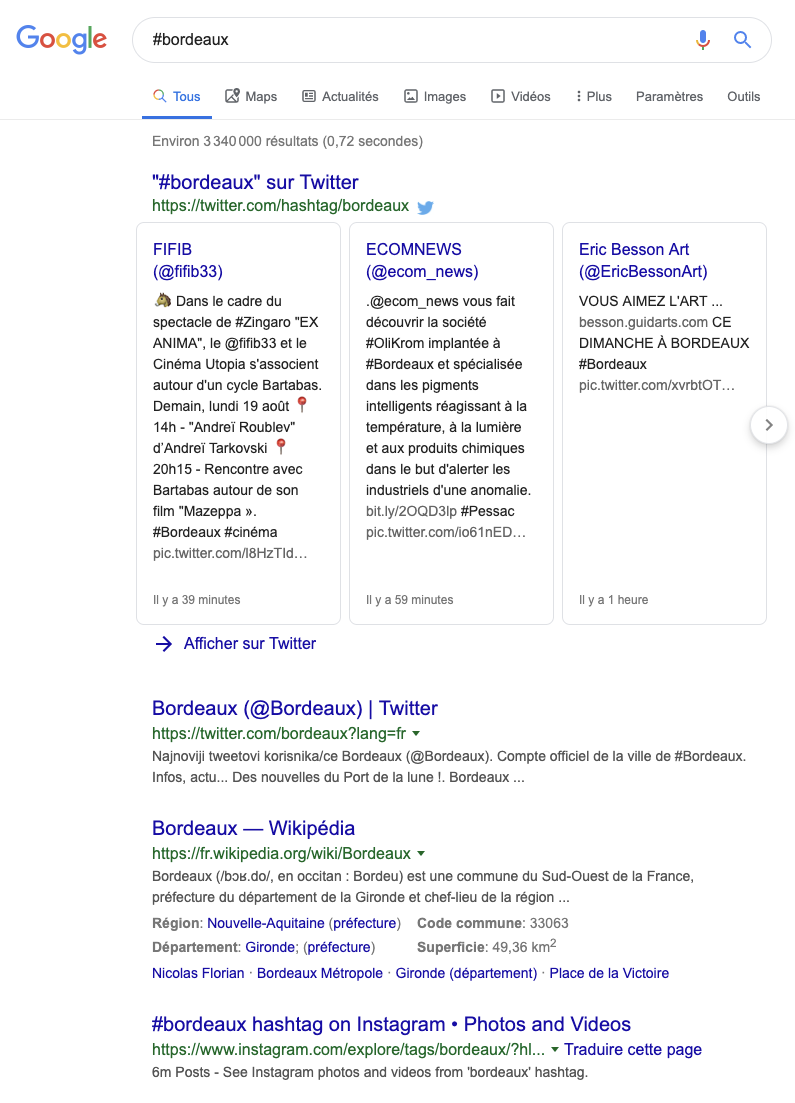 Google
#bordeaux
Tous Maps Actualités Images Vidéos Plus Paramètres Outils
Environ 3 340 000 résultats (0,72 secondes)
"#bordeaux" sur Twitter
https://twitter.com/hashtag/bordeaux
FIFIB
(@fifib33)
Dans le cadre du
spectacle de #Zingaro "EX
ANIMA", le @fifib33 et le
Cinéma Utopia s'associent
autour d'un cycle Bartabas.
Demain, lundi 19 août 📍
14h - "Andreï Roublev"
d'Andreï Tarkovski 📍
20h15 - Rencontre avec
Bartabas autour de son
film "Mazeppa ».
#Bordeaux #cinéma
pic.twitter.com/l8HzTId…
Il y a 39 minutes
ECOMNEWS
(@ecom_news)
.@ecom_news vous fait
découvrir la société
#OliKrom implantée à
#Bordeaux et spécialisée
dans les pigments
intelligents réagissant à la
température, à la lumière
et aux produits chimiques
dans le but d'alerter les
industriels d'une anomalie.
bit.ly/2OQD3lp #Pessac
pic.twitter.com/io61nED…
Il y a 59 minutes
Eric Besson Art
(@EricBessonArt)
VOUS AIMEZ L'ART ...
besson.guidarts.com CE
DIMANCHE À BORDEAUX
#Bordeaux
pic.twitter.com/xvrbtOT…
Il y a 1 heure
Afficher sur Twitter
Bordeaux (@Bordeaux) | Twitter
https://twitter.com/bordeaux?lang=fr
Najnoviji tweetovi korisnika/ce Bordeaux (@Bordeaux). Compte officiel de la ville de #Bordeaux.
Infos, actu... Des nouvelles du Port de la lune !. Bordeaux ...
Bordeaux — Wikipédia
https://fr.wikipedia.org/wiki/Bordeaux
Bordeaux (/bɔʁ.do/, en occitan : Bordeu) est une commune du Sud-Ouest de la France,
préfecture du département de la Gironde et chef-lieu de la région ...
Région: Nouvelle-Aquitaine (préfecture) Code commune: 33063
Département: Gironde; (préfecture) Superficie: 49,36 km2
Nicolas Florian · Bordeaux Métropole · Gironde (département) · Place de la Victoire
#bordeaux hashtag on Instagram • Photos and Videos
https://www.instagram.com/explore/tags/bordeaux/?hl... Traduire cette page
6m Posts - See Instagram photos and videos from 'bordeaux' hashtag.